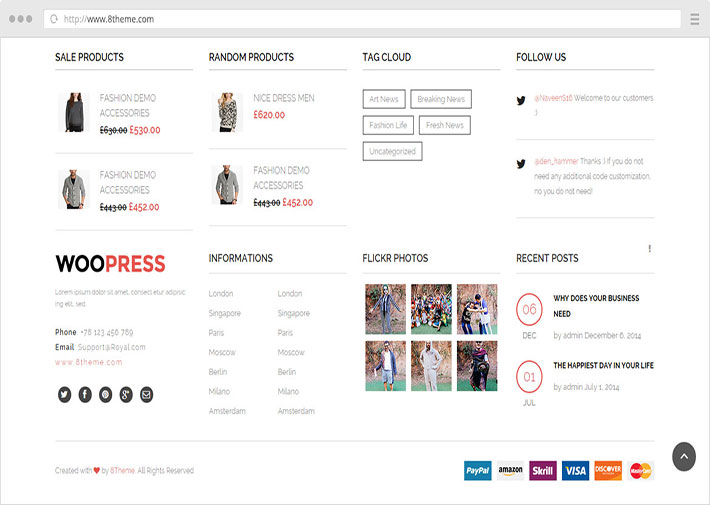 http://www.8theme.com
SALE PRODUCTS
FASHION DEMO
ACCESSORIES
£630.00 £530.00
FASHION DEMO
ACCESSORIES
£443.00 £452.00
RANDOM PRODUCTS
NICE DRESS MEN
£620.00
FASHION DEMO
ACCESSORIES
£443.00 £452.00
TAG CLOUD
Art News
Breaking News
Fashion Life
Fresh News
Uncategorized
FOLLOW US
@NaveenS16 Welcome to our customers
:)
@den_hammer Thanks :) If you do not
need any additional code customization,
no you do not need!
WOOPRESS
Lorem ipsum dolor sit amet, consect etur adipisic
ing elit, sed.
Phone: +78 123 456 789
Email: Support@Royal.com
www.8theme.com
INFORMATIONS
London London
Singapore Singapore
Paris Paris
Moscow Moscow
Berlin Berlin
Milano Milano
Amsterdam Amsterdam
FLICKR PHOTOS
RECENT POSTS
06
DEC
WHY DOES YOUR BUSINESS
NEED
by admin December 6, 2014
01
JUL
THE HAPPIEST DAY IN YOUR LIFE
by admin July 1, 2014
Created with ❤ by 8Theme. All Rights Reserved
PayPal amazon Skrill VISA DISCOVER MasterCard